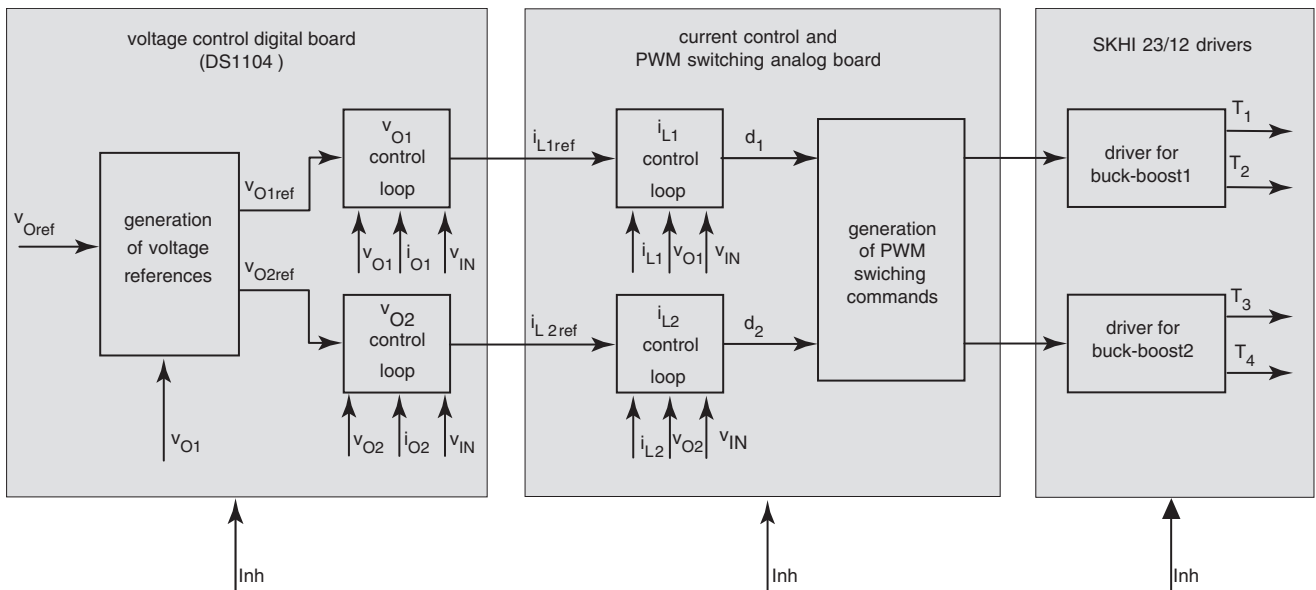 voltage control digital board
(DS1104 )
vOref
generation
of voltage
references
vO1
vO1ref
vO2ref
vO1
control
loop
vO1
iO1
vIN
vO2
control
loop
vO2
iO2
vIN
Inh
current control and
PWM switching analog board
iL1ref
iL1
control
loop
iL1
vO1
vIN
d1
iL 2ref
iL2
control
loop
iL2
vO2
vIN
d2
generation
of PWM
swiching
commands
Inh
SKHI 23/12 drivers
driver for
buck-boost1
T1
T2
driver for
buck-boost2
T3
T4
Inh